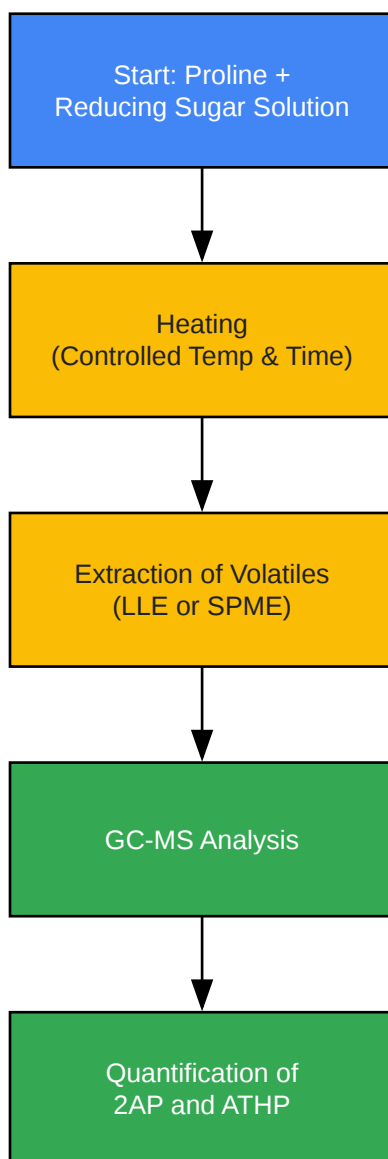 Start: Proline +
Reducing Sugar Solution
Heating
(Controlled Temp & Time)
Extraction of Volatiles
(LLE or SPME)
GC-MS Analysis
Quantification of
2AP and ATHP